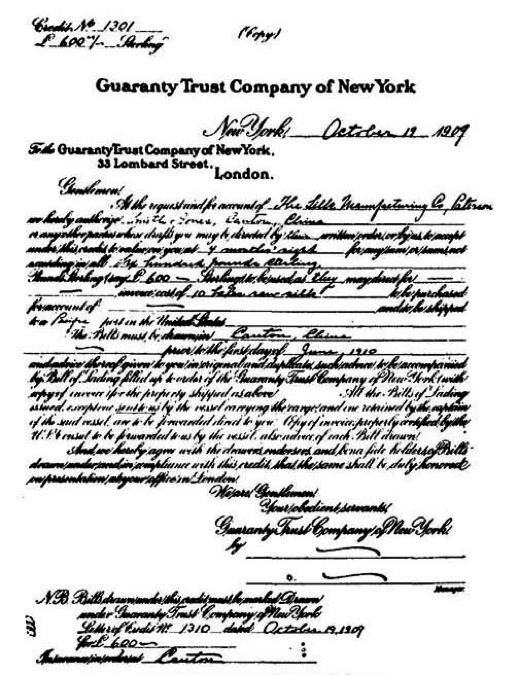 Credit No 1301
£ 600 -/- Sterling
(Copy)
Guaranty Trust Company of New York
New York, October 19 1909
To the Guaranty Trust Company of New York,
33 Lombard Street,
London.
Gentlemen
At the request and for account of The Silk Manufacturing Co, Paterson
we hereby authorize Smith & Jones, Canton, China
or any other parties whose drafts you may be directed by their written order, or by us, to accept
under this credit to value on you at 4 months' sight for any sum, or sums, not
exceeding in all Six hundred pounds sterling
Pounds Sterling (say £ 600 — Sterling) to be used as they may direct for —
invoice cost of 10 bales raw silk to be purchased
for account of and to be shipped
to a Pacific port in the United States
The Bills must be drawn in Canton, China
prior to the first day of June 1910
and advice thereof given to you in original and duplicate, such advice to be accompanied
by Bill of Lading filled up to order of the Guaranty Trust Company of New York, with
copy of invoice for the property shipped as above All the Bills of Lading
issued, except one sent to us by the vessel carrying the cargo, and one retained by the captain
of the said vessel, are to be forwarded direct to you. Copy of invoice properly certified by the
U.S. Consul to be forwarded to us by the vessel, also advice of each Bill drawn.
And we hereby agree with the drawers, endorsers and bona fide holders of Bills
drawn under and in compliance with this credit, that the same shall be duly honored
on presentation at your office in London.
We are, Gentlemen
Your obedient servants,
Guaranty Trust Company of New York.
by
Manager
N.B. Bills drawn under this credit must be marked Drawn
under Guaranty Trust Company of New York
Letter of Credit No. 1310 dated October 19, 1909
for £ 600 —
Insurance in order Canton